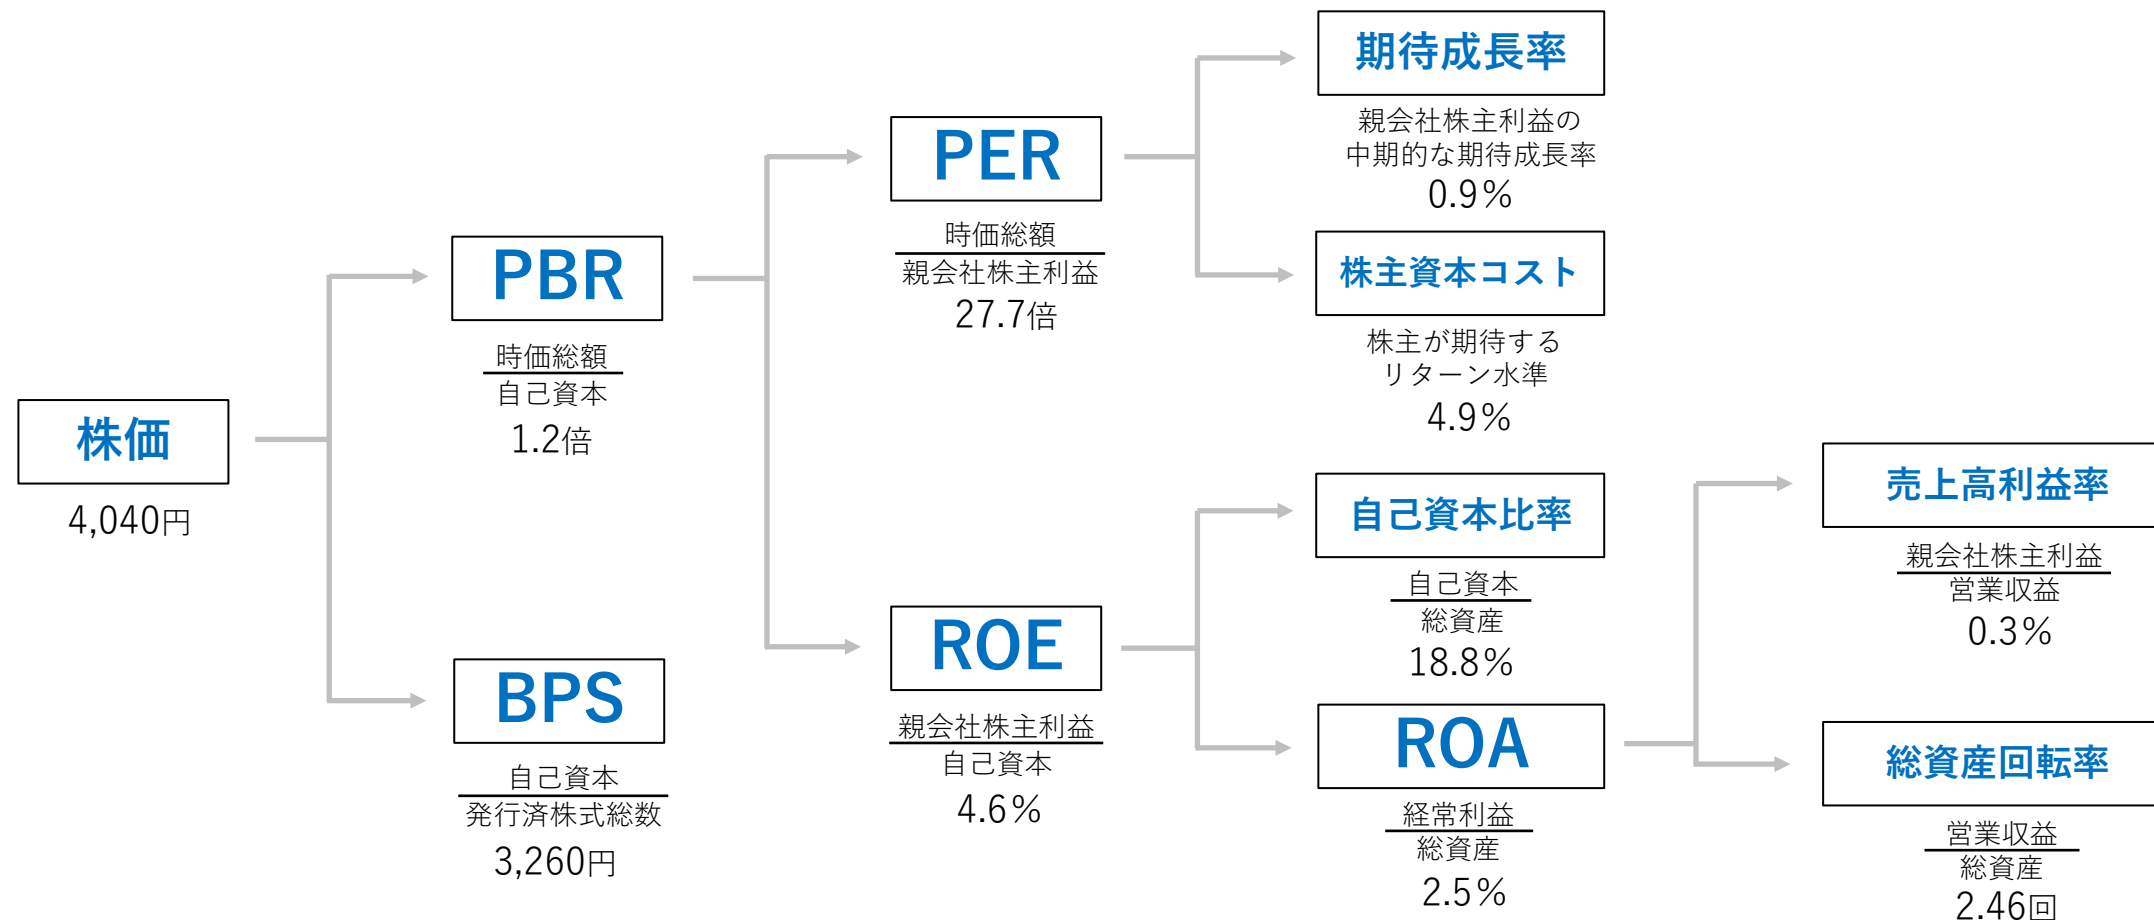 株価
4,040円
PBR
時価総額
自己資本
1.2倍
BPS
自己資本
発行済株式総数
3,260円
PER
時価総額
親会社株主利益
27.7倍
ROE
親会社株主利益
自己資本
4.6%
期待成長率
親会社株主利益の
中期的な期待成長率
0.9%
株主資本コスト
株主が期待する
リターン水準
4.9%
自己資本比率
自己資本
総資産
18.8%
ROA
経常利益
総資産
2.5%
売上高利益率
親会社株主利益
営業収益
0.3%
総資産回転率
営業収益
総資産
2.46回